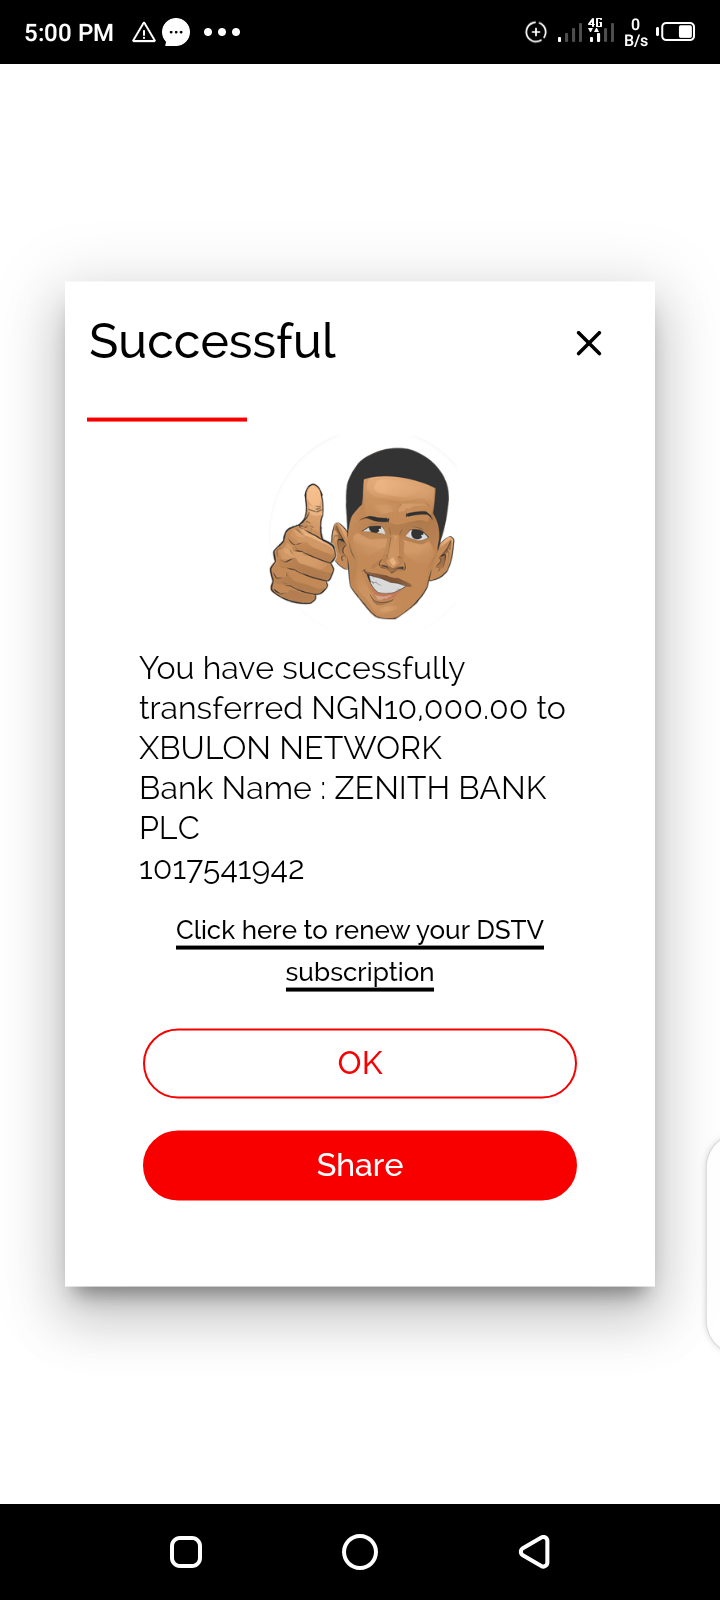 5:00 PM 4G 0 B/s
Successful
You have successfully
transferred NGN10,000.00 to
XBULON NETWORK
Bank Name : ZENITH BANK
PLC
1017541942
Click here to renew your DSTV
subscription
OK
Share